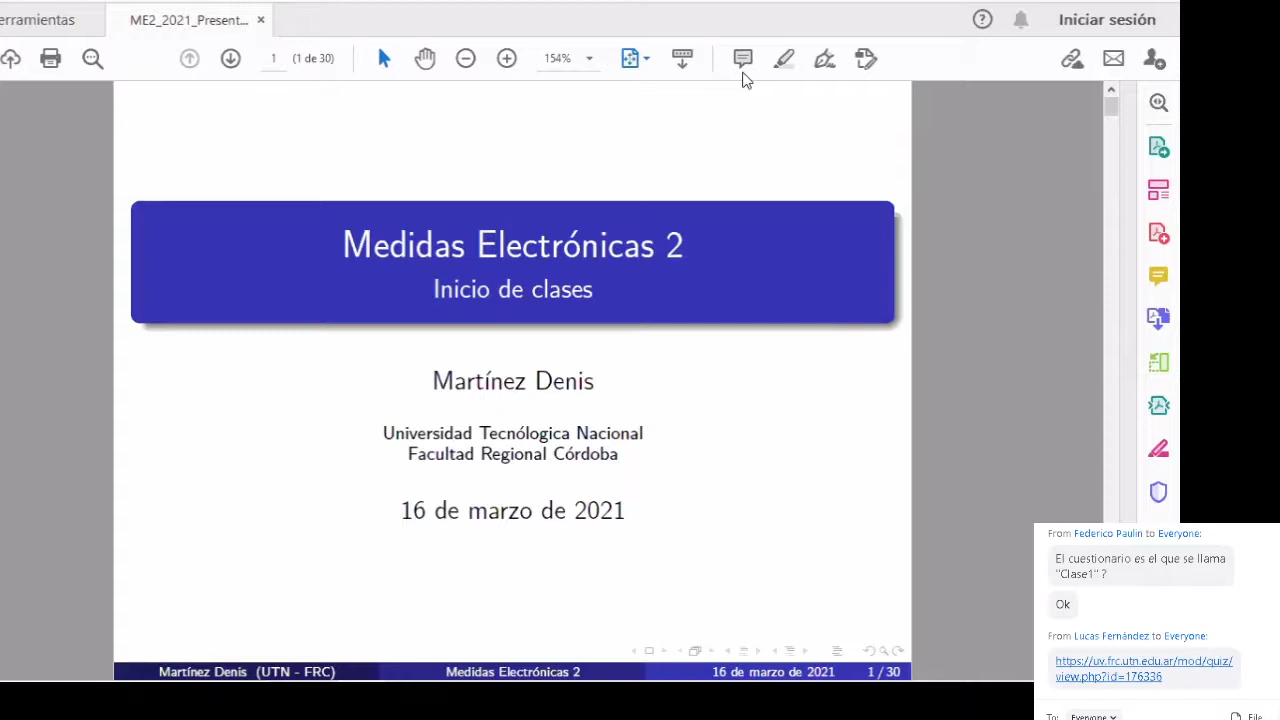 erramientas
ME2_2021_Present... ×
Iniciar sesión
1 (1 de 30)
154%
Medidas Electrónicas 2
Inicio de clases
Martínez Denis
Universidad Tecnólogica Nacional
Facultad Regional Córdoba
16 de marzo de 2021
Martínez Denis (UTN - FRC) Medidas Electrónicas 2 16 de marzo de 2021 1 / 30
From Federico Paulin to Everyone:
El cuestionario es el que se llama
"Clase1" ?
Ok
From Lucas Fernández to Everyone:
https://uv.frc.utn.edu.ar/mod/quiz/
view.php?id=176336
To: Everyone File